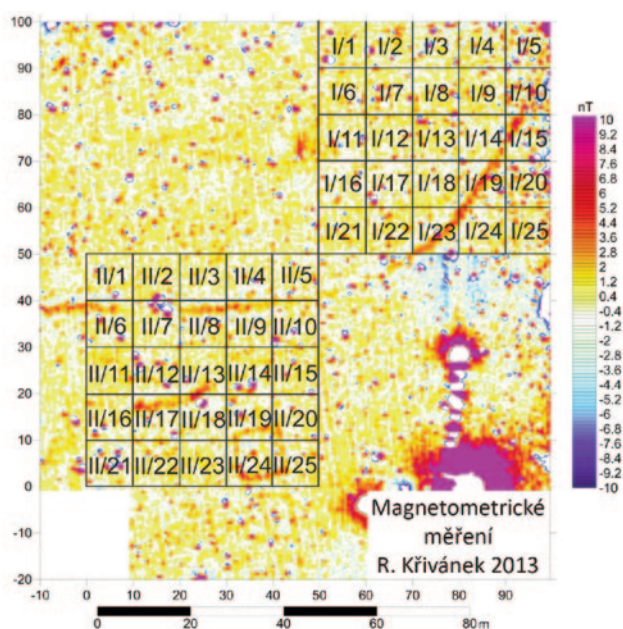 100
90
80
70
60
50
40
30
20
10
0
-10
-20
I/1 I/2 I/3 I/4 I/5
I/6 I/7 I/8 I/9 I/10
I/11 I/12 I/13 I/14 I/15
I/16 I/17 I/18 I/19 I/20
I/21 I/22 I/23 I/24 I/25
II/1 II/2 II/3 II/4 II/5
II/6 II/7 II/8 II/9 II/10
II/11 II/12 II/13 II/14 II/15
II/16 II/17 II/18 II/19 II/20
II/21 II/22 II/23 II/24 II/25
nT
10
9.2
8.4
7.6
6.8
6
5.2
4.4
3.6
2.8
2
1.2
0.4
-0.4
-1.2
-2
-2.8
-3.6
-4.4
-5.2
-6
-6.8
-7.6
-8.4
-9.2
-10
Magnetometrické
měření
R. Křivánek 2013
-10 0 10 20 30 40 50 60 70 80 90
0 20 40 60 80 m